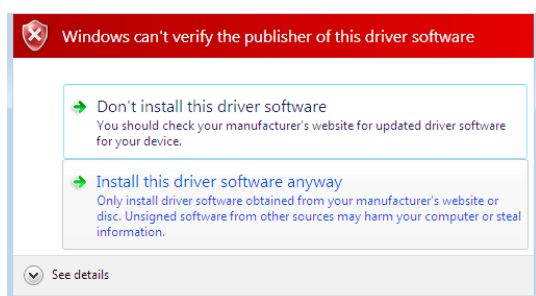 Windows can't verify the publisher of this driver software
Don't install this driver software
You should check your manufacturer's website for updated driver software
for your device.
Install this driver software anyway
Only install driver software obtained from your manufacturer's website or
disc. Unsigned software from other sources may harm your computer or steal
information.
See details